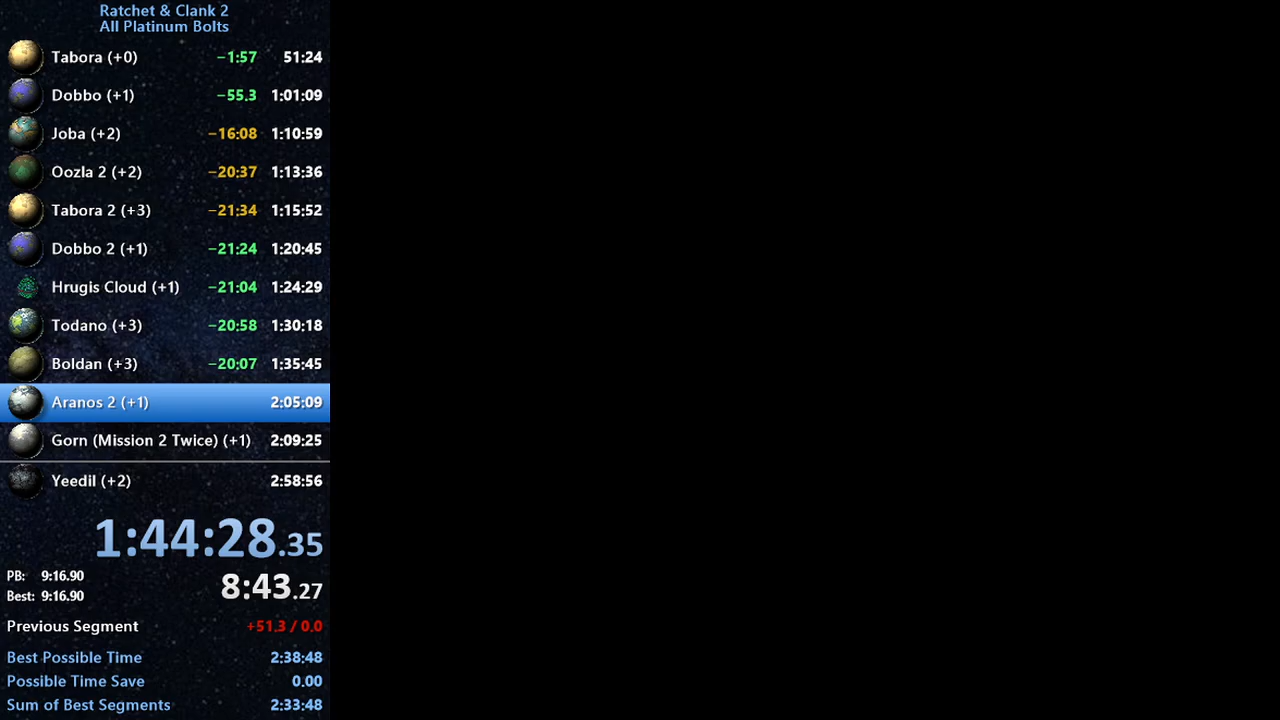 Ratchet & Clank 2
All Platinum Bolts
Tabora (+0) −1:57 51:24
Dobbo (+1) −55.3 1:01:09
Joba (+2) −16:08 1:10:59
Oozla 2 (+2) −20:37 1:13:36
Tabora 2 (+3) −21:34 1:15:52
Dobbo 2 (+1) −21:24 1:20:45
Hrugis Cloud (+1) −21:04 1:24:29
Todano (+3) −20:58 1:30:18
Boldan (+3) −20:07 1:35:45
Aranos 2 (+1) 2:05:09
Gorn (Mission 2 Twice) (+1) 2:09:25
Yeedil (+2) 2:58:56
1:44:28.35
PB: 9:16.90 8:43.27
Best: 9:16.90
Previous Segment +51.3 / 0.0
Best Possible Time 2:38:48
Possible Time Save 0.00
Sum of Best Segments 2:33:48